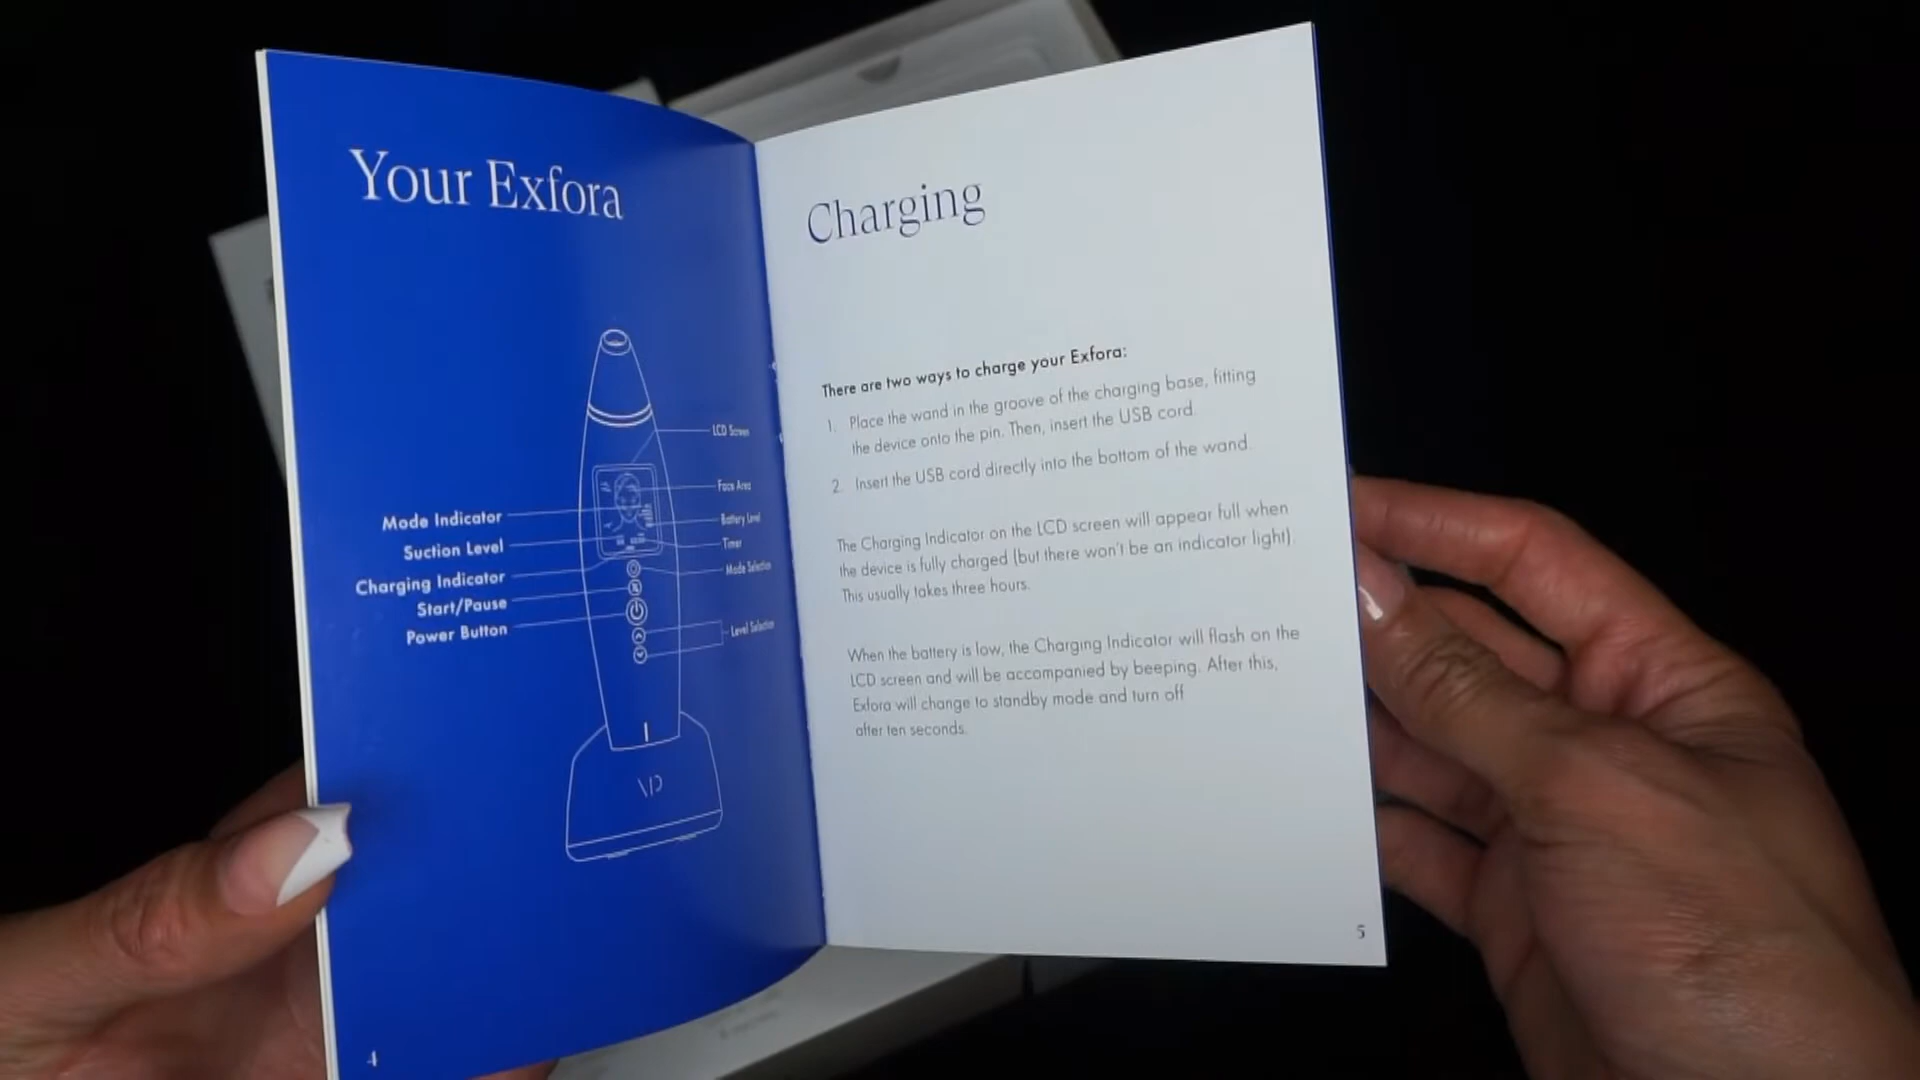 Your Exfora
LCD Screen
Face Area
Battery Level
Timer
Mode Selection
Level Selection
Mode Indicator
Suction Level
Charging Indicator
Start/Pause
Power Button
VP
4
Charging
There are two ways to charge your Exfora:
1. Place the wand in the groove of the charging base, fitting
the device onto the pin. Then, insert the USB cord.
2. Insert the USB cord directly into the bottom of the wand.
The Charging Indicator on the LCD screen will appear full when
the device is fully charged (but there won't be an indicator light).
This usually takes three hours.
When the battery is low, the Charging Indicator will flash on the
LCD screen and will be accompanied by beeping. After this,
Exfora will change to standby mode and turn off
after ten seconds.
5